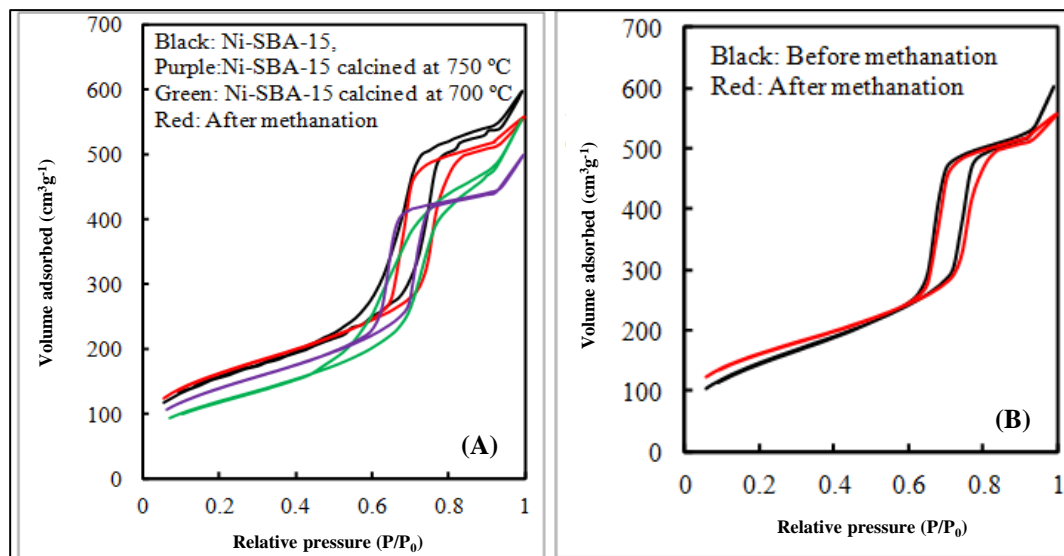 700
600
500
400
300
200
100
0
Volume adsorbed (cm³g⁻¹)
Black: Ni-SBA-15,
Purple:Ni-SBA-15 calcined at 750 °C
Green: Ni-SBA-15 calcined at 700 °C
Red: After methanation
(A)
0 0.2 0.4 0.6 0.8 1
Relative pressure (P/P₀)
700
600
500
400
300
200
100
0
Volume adsorbed (cm³g⁻¹)
Black: Before methanation
Red: After methanation
(B)
0 0.2 0.4 0.6 0.8 1
Relative pressure (P/P₀)